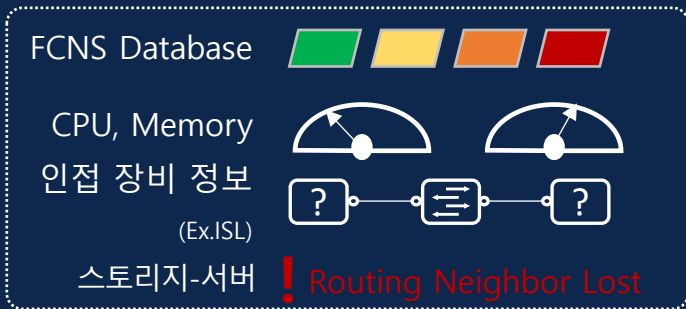 FCNS Database
CPU, Memory
인접 장비 정보
? ?
(Ex.ISL)
스토리지-서버 ! Routing Neighbor Lost